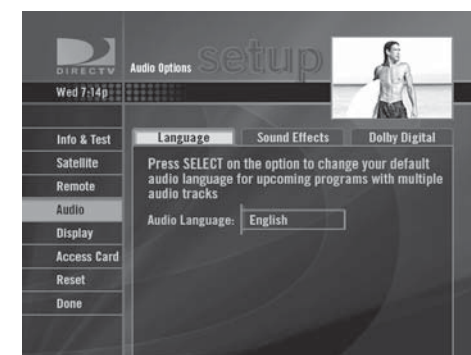 DIRECTV
Audio Options
setup
Wed 7:14p
Info & Test
Satellite
Remote
Audio
Display
Access Card
Reset
Done
Language Sound Effects Dolby Digital
Press SELECT on the option to change your default
audio language for upcoming programs with multiple
audio tracks
Audio Language: English